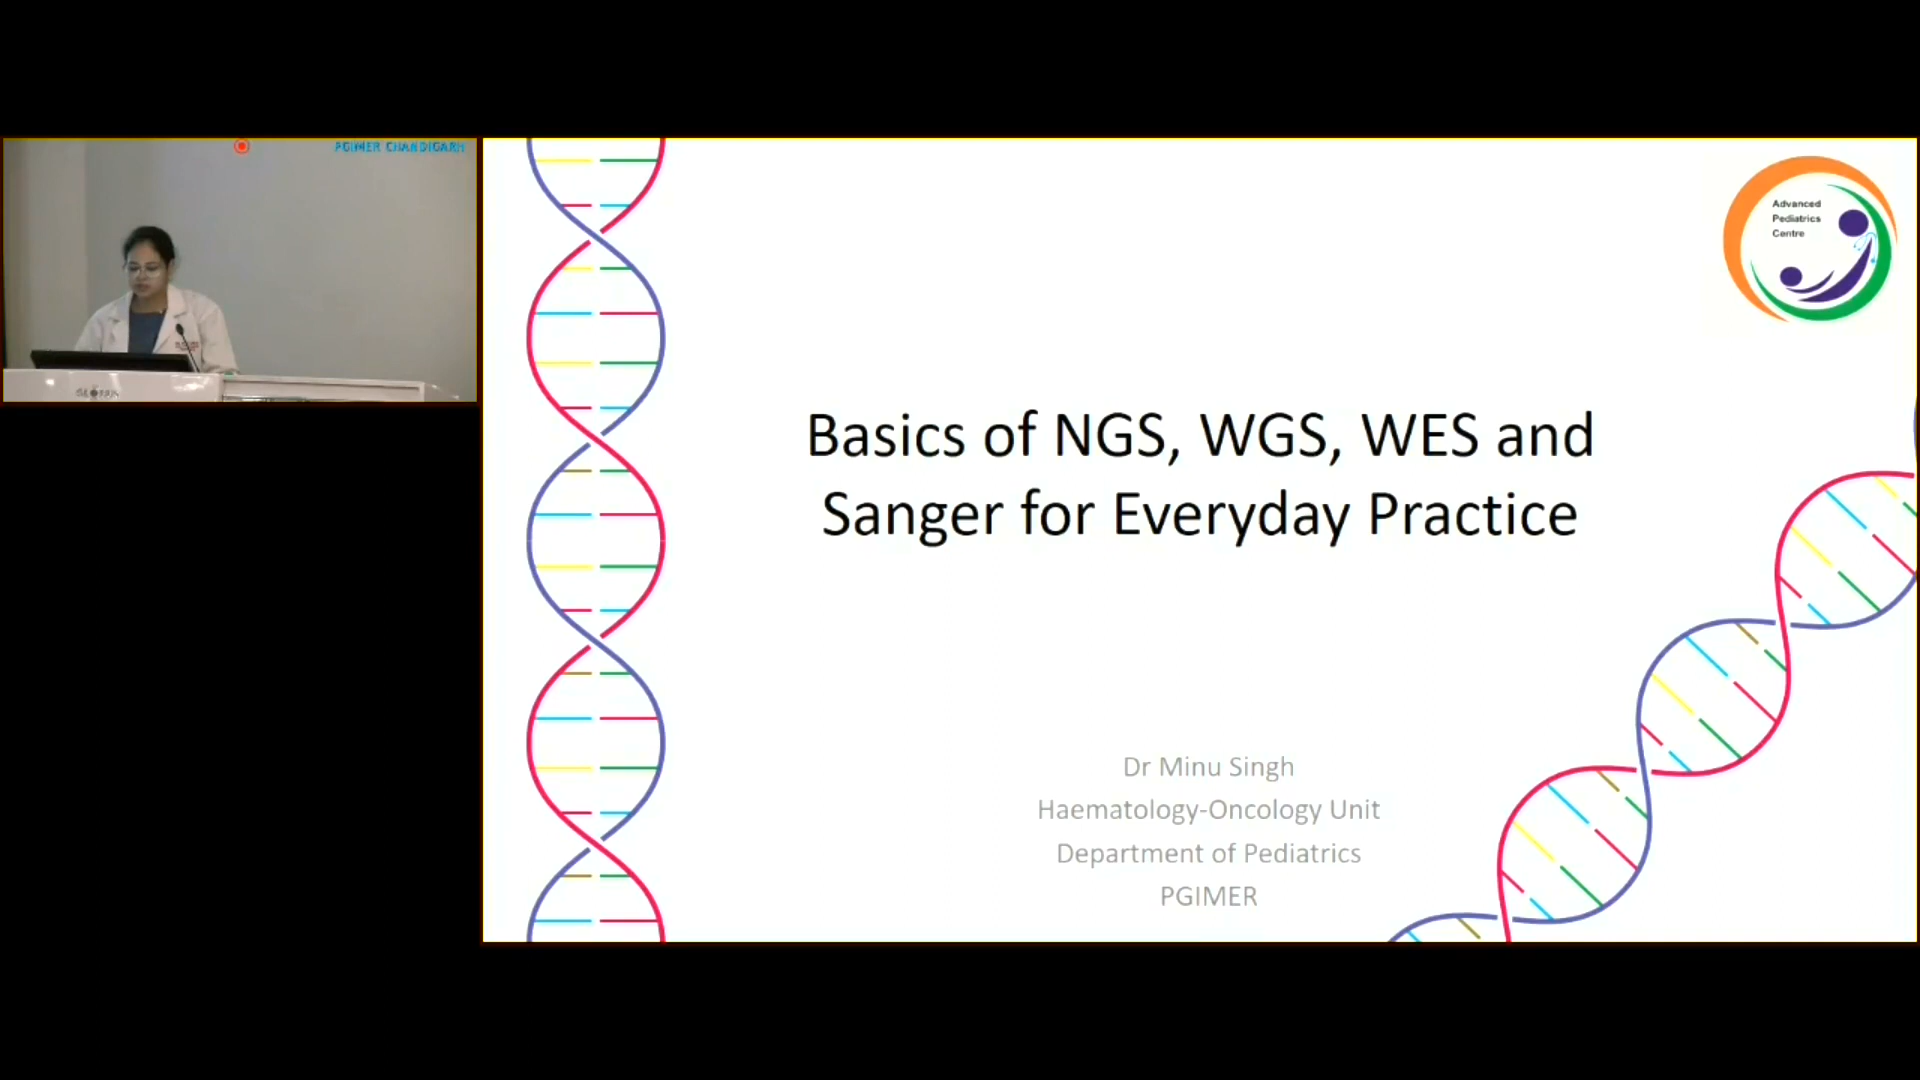 PGIMER CHANDIGARH
Advanced
Pediatrics
Centre
Basics of NGS, WGS, WES and
Sanger for Everyday Practice
Dr Minu Singh
Haematology-Oncology Unit
Department of Pediatrics
PGIMER